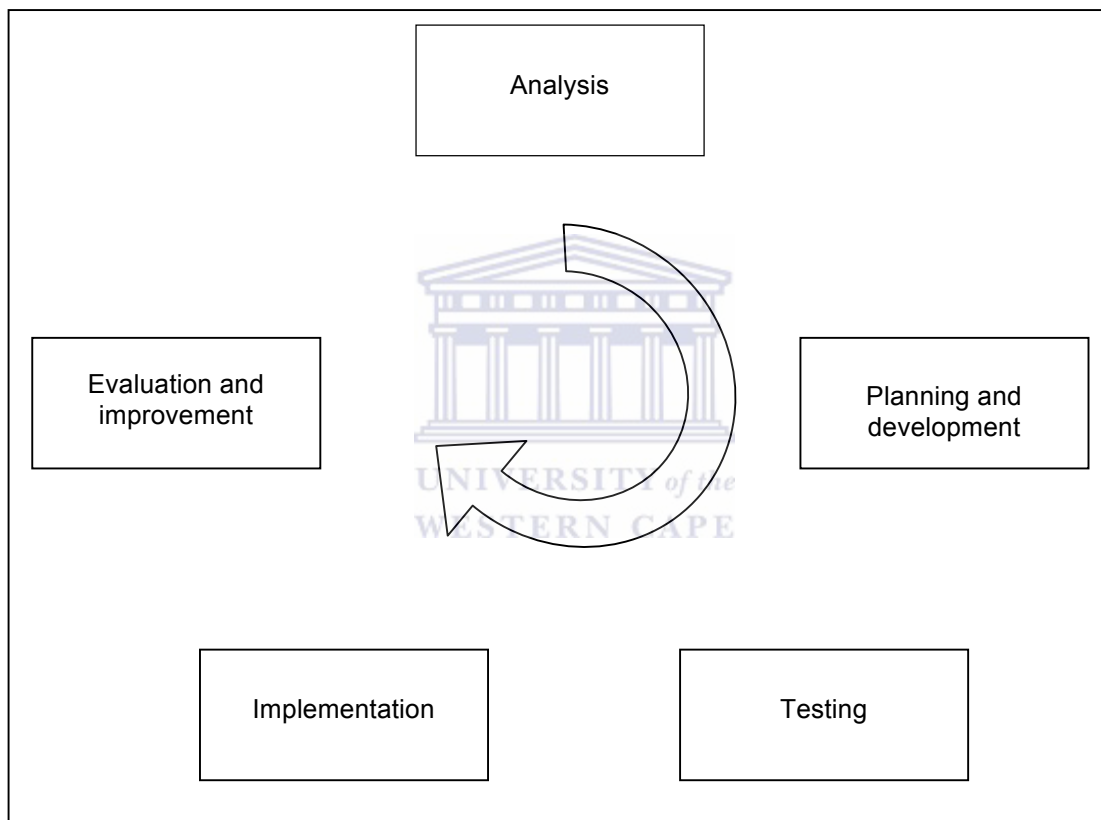 Analysis
Evaluation and
improvement
Planning and
development
UNIVERSITY of the
WESTERN CAPE
Implementation
Testing